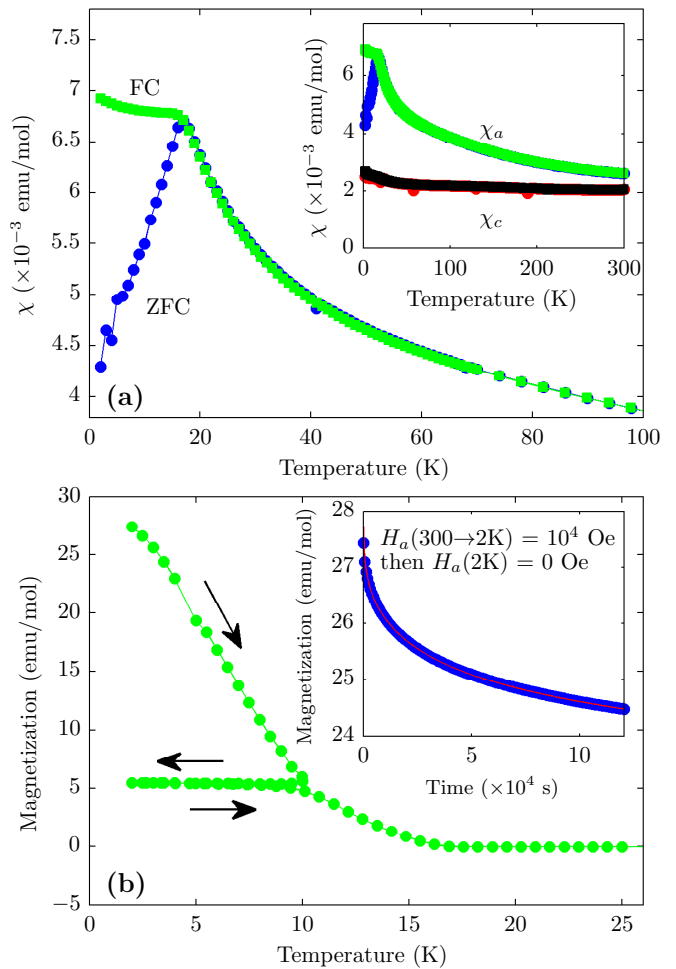 7.5
7
6.5
6
5.5
5
4.5
4
χ (×10⁻³ emu/mol)
FC
ZFC
(a)
0 20 40 60 80 100
Temperature (K)
6
4
2
0
χ (×10⁻³ emu/mol)
χₐ
χ_c
0 100 200 300
Temperature (K)
30
25
20
15
10
5
0
−5
Magnetization (emu/mol)
(b)
0 5 10 15 20 25
Temperature (K)
28
27
26
25
24
Magnetization (emu/mol)
Hₐ(300→2K) = 10⁴ Oe
then Hₐ(2K) = 0 Oe
0 5 10
Time (×10⁴ s)